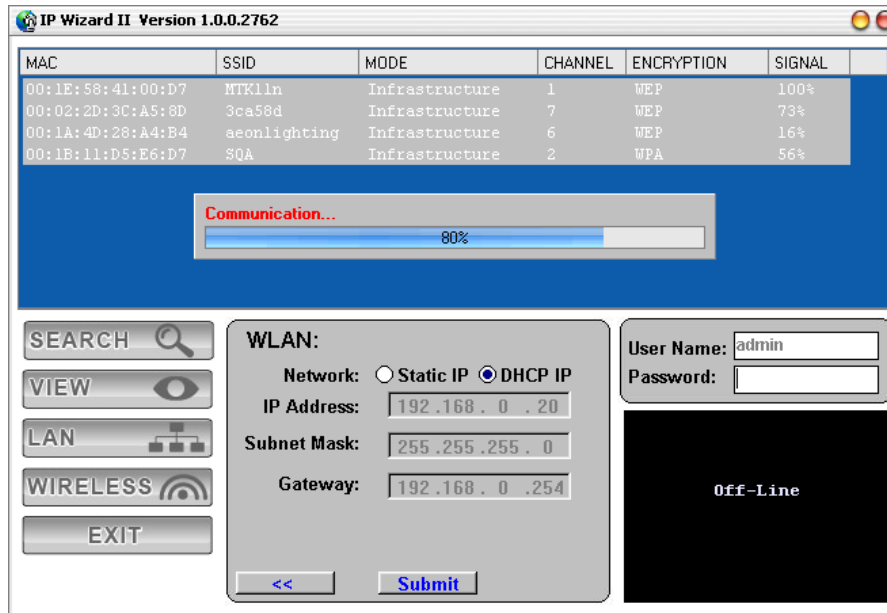 IP Wizard II Version 1.0.0.2762
MAC SSID MODE CHANNEL ENCRYPTION SIGNAL
00:1E:58:41:00:D7 MTK11n Infrastructure 1 WEP 100%
00:02:2D:3C:A5:8D 3ca58d Infrastructure 7 WEP 73%
00:1A:4D:28:A4:B4 aeonlighting Infrastructure 6 WEP 16%
00:1B:11:D5:E6:D7 SQA Infrastructure 2 WPA 56%
Communication...
80%
SEARCH
VIEW
LAN
WIRELESS
EXIT
WLAN:
Network: Static IP DHCP IP
IP Address: 192.168. 0 .20
Subnet Mask: 255.255.255. 0
Gateway: 192.168. 0 .254
<< Submit
User Name: admin
Password:
Off-Line